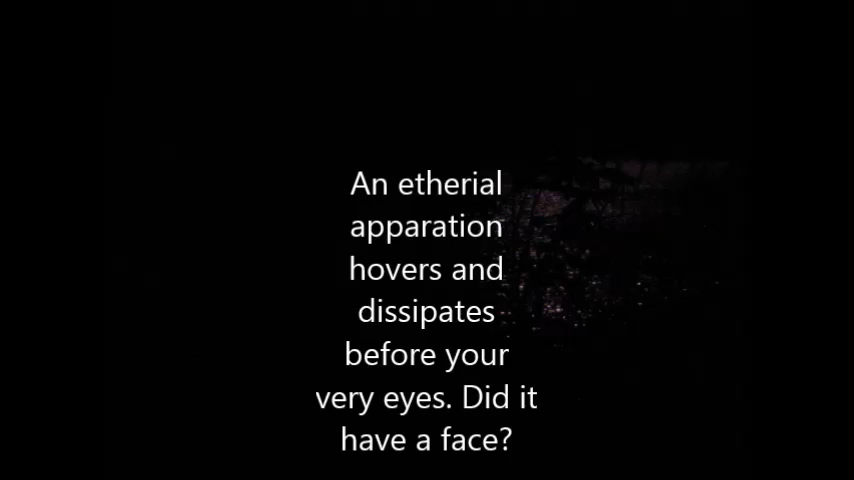 An etherial
apparation
hovers and
dissipates
before your
very eyes. Did it
have a face?